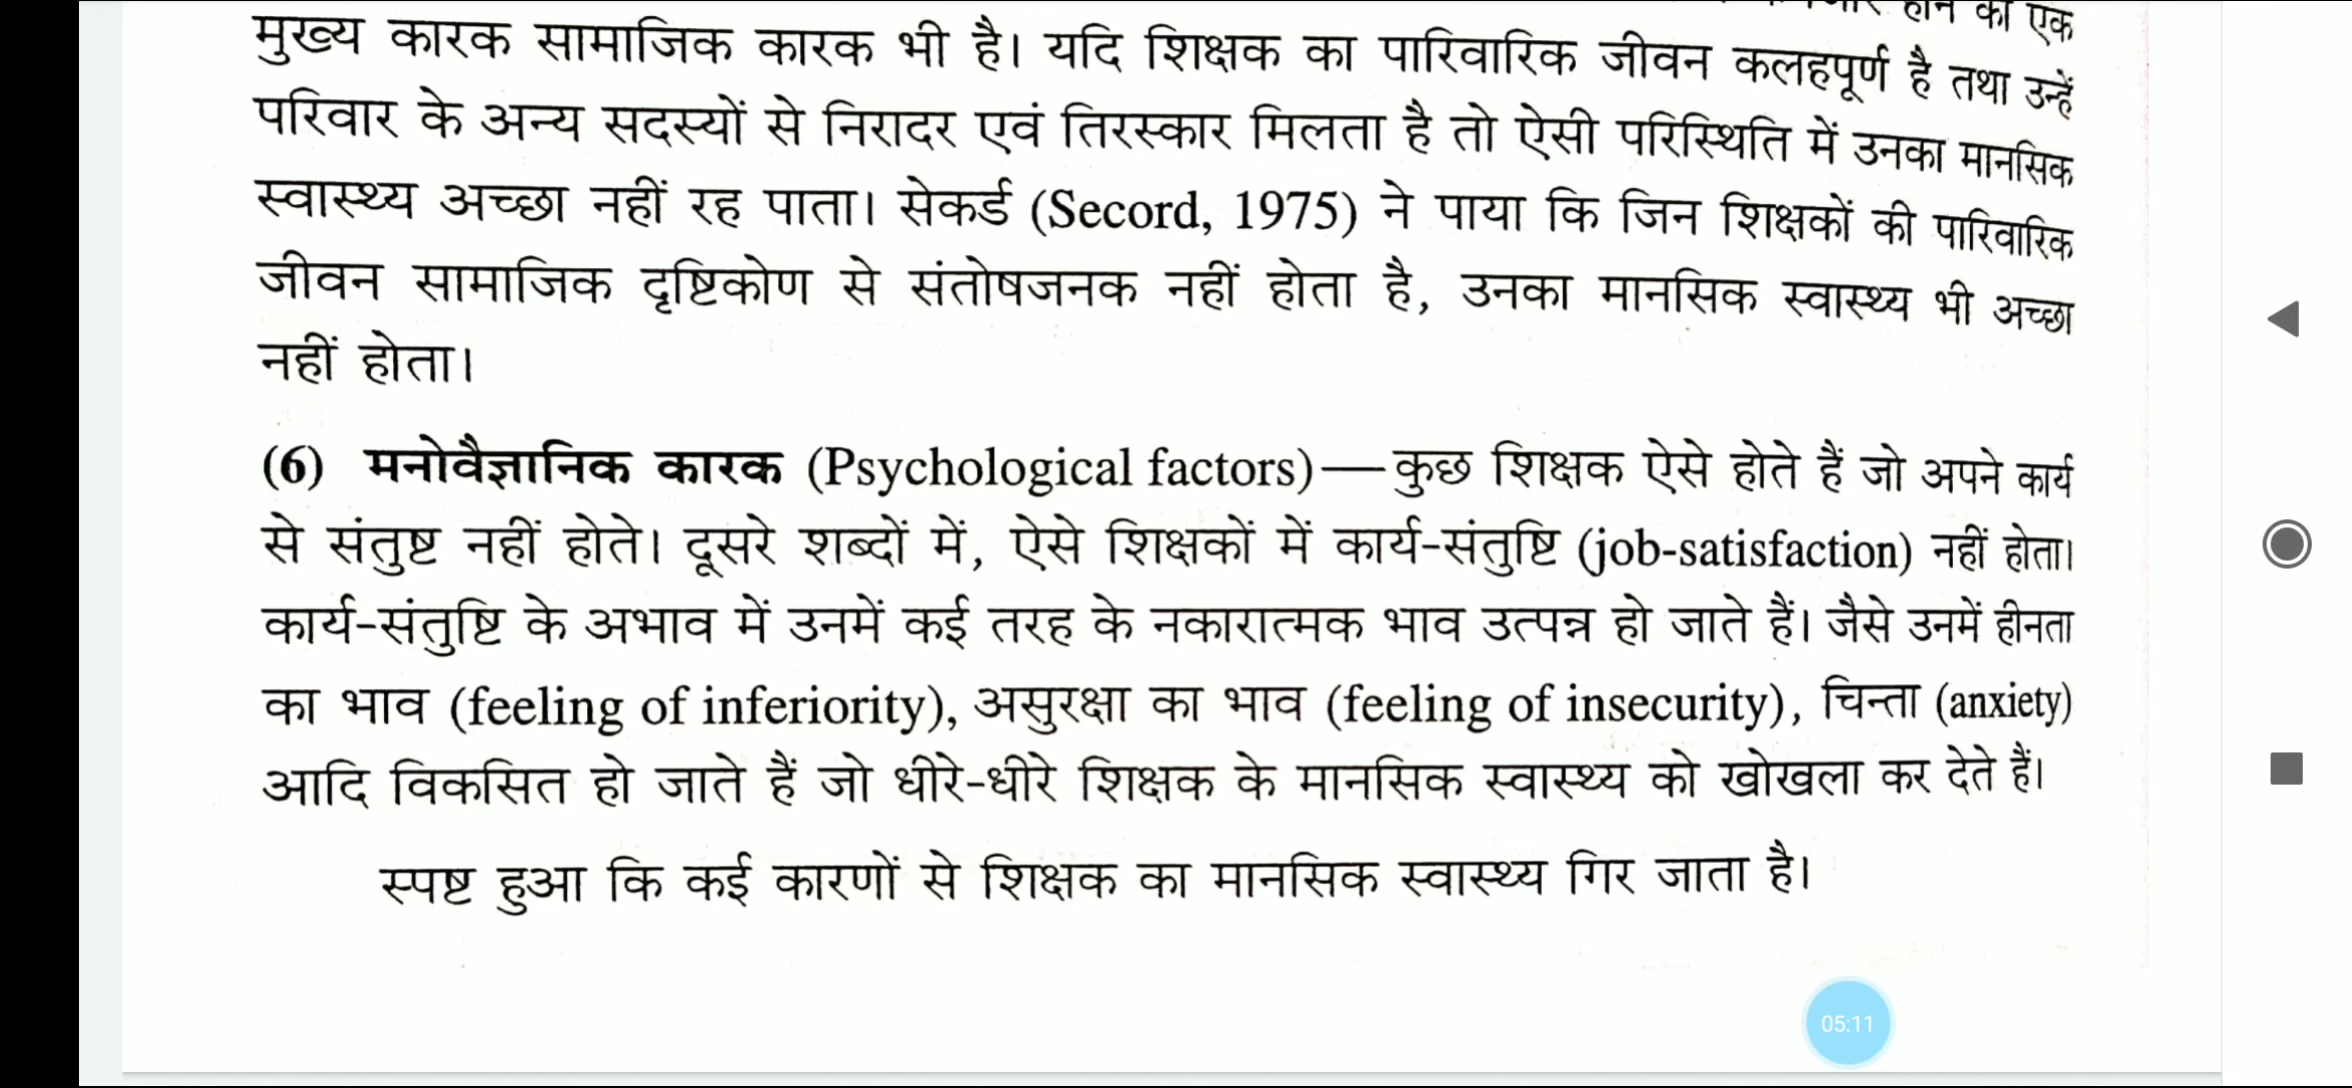 होने का एक
मुख्य कारक सामाजिक कारक भी है। यदि शिक्षक का पारिवारिक जीवन कलहपूर्ण है तथा उन्हें
परिवार के अन्य सदस्यों से निरादर एवं तिरस्कार मिलता है तो ऐसी परिस्थिति में उनका मानसिक
स्वास्थ्य अच्छा नहीं रह पाता। सेकर्ड (Secord, 1975) ने पाया कि जिन शिक्षकों की पारिवारिक
जीवन सामाजिक दृष्टिकोण से संतोषजनक नहीं होता है, उनका मानसिक स्वास्थ्य भी अच्छा
नहीं होता।
(6) मनोवैज्ञानिक कारक (Psychological factors)—कुछ शिक्षक ऐसे होते हैं जो अपने कार्य
से संतुष्ट नहीं होते। दूसरे शब्दों में, ऐसे शिक्षकों में कार्य-संतुष्टि (job-satisfaction) नहीं होता।
कार्य-संतुष्टि के अभाव में उनमें कई तरह के नकारात्मक भाव उत्पन्न हो जाते हैं। जैसे उनमें हीनता
का भाव (feeling of inferiority), असुरक्षा का भाव (feeling of insecurity), चिन्ता (anxiety)
आदि विकसित हो जाते हैं जो धीरे-धीरे शिक्षक के मानसिक स्वास्थ्य को खोखला कर देते हैं।
स्पष्ट हुआ कि कई कारणों से शिक्षक का मानसिक स्वास्थ्य गिर जाता है।
05:11